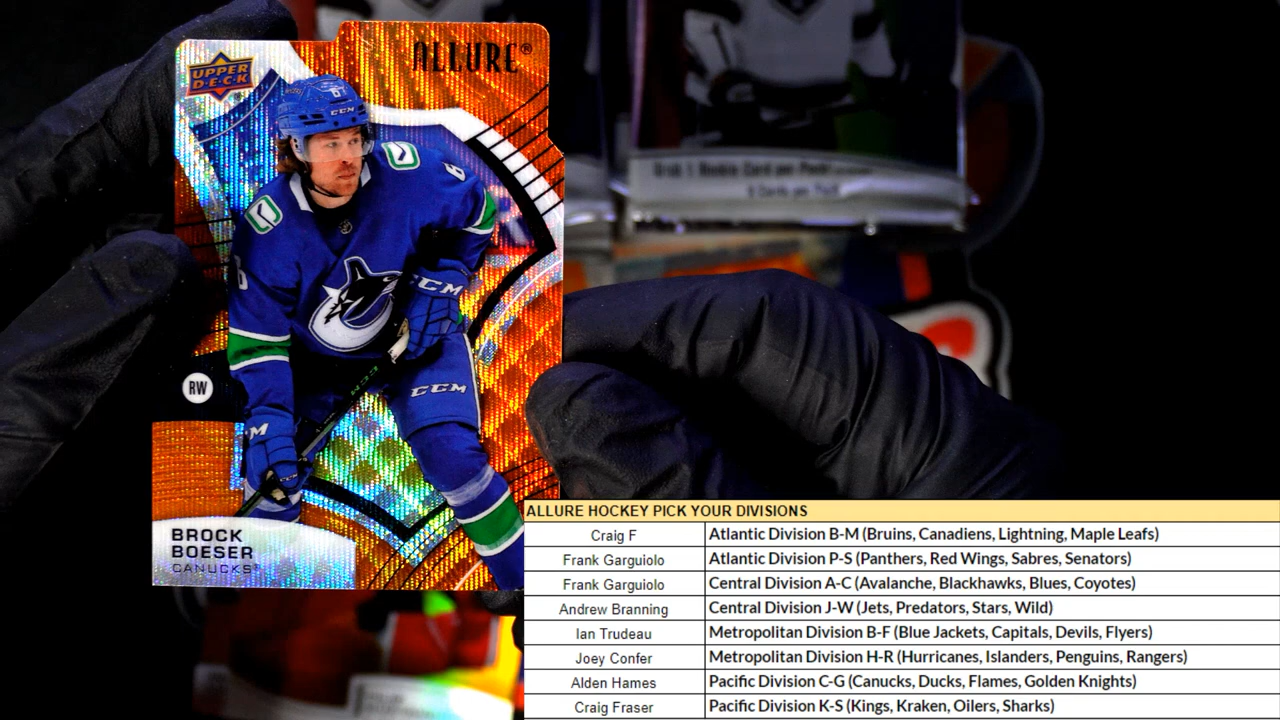 ALLURE®
UPPER
D·E·C·K
CCM
6
CCM
CCM
RW
BROCK
BOESER
CANUCKS®
ALLURE HOCKEY PICK YOUR DIVISIONS
Craig F Atlantic Division B-M (Bruins, Canadiens, Lightning, Maple Leafs)
Frank Garguiolo Atlantic Division P-S (Panthers, Red Wings, Sabres, Senators)
Frank Garguiolo Central Division A-C (Avalanche, Blackhawks, Blues, Coyotes)
Andrew Branning Central Division J-W (Jets, Predators, Stars, Wild)
Ian Trudeau Metropolitan Division B-F (Blue Jackets, Capitals, Devils, Flyers)
Joey Confer Metropolitan Division H-R (Hurricanes, Islanders, Penguins, Rangers)
Alden Hames Pacific Division C-G (Canucks, Ducks, Flames, Golden Knights)
Craig Fraser Pacific Division K-S (Kings, Kraken, Oilers, Sharks)